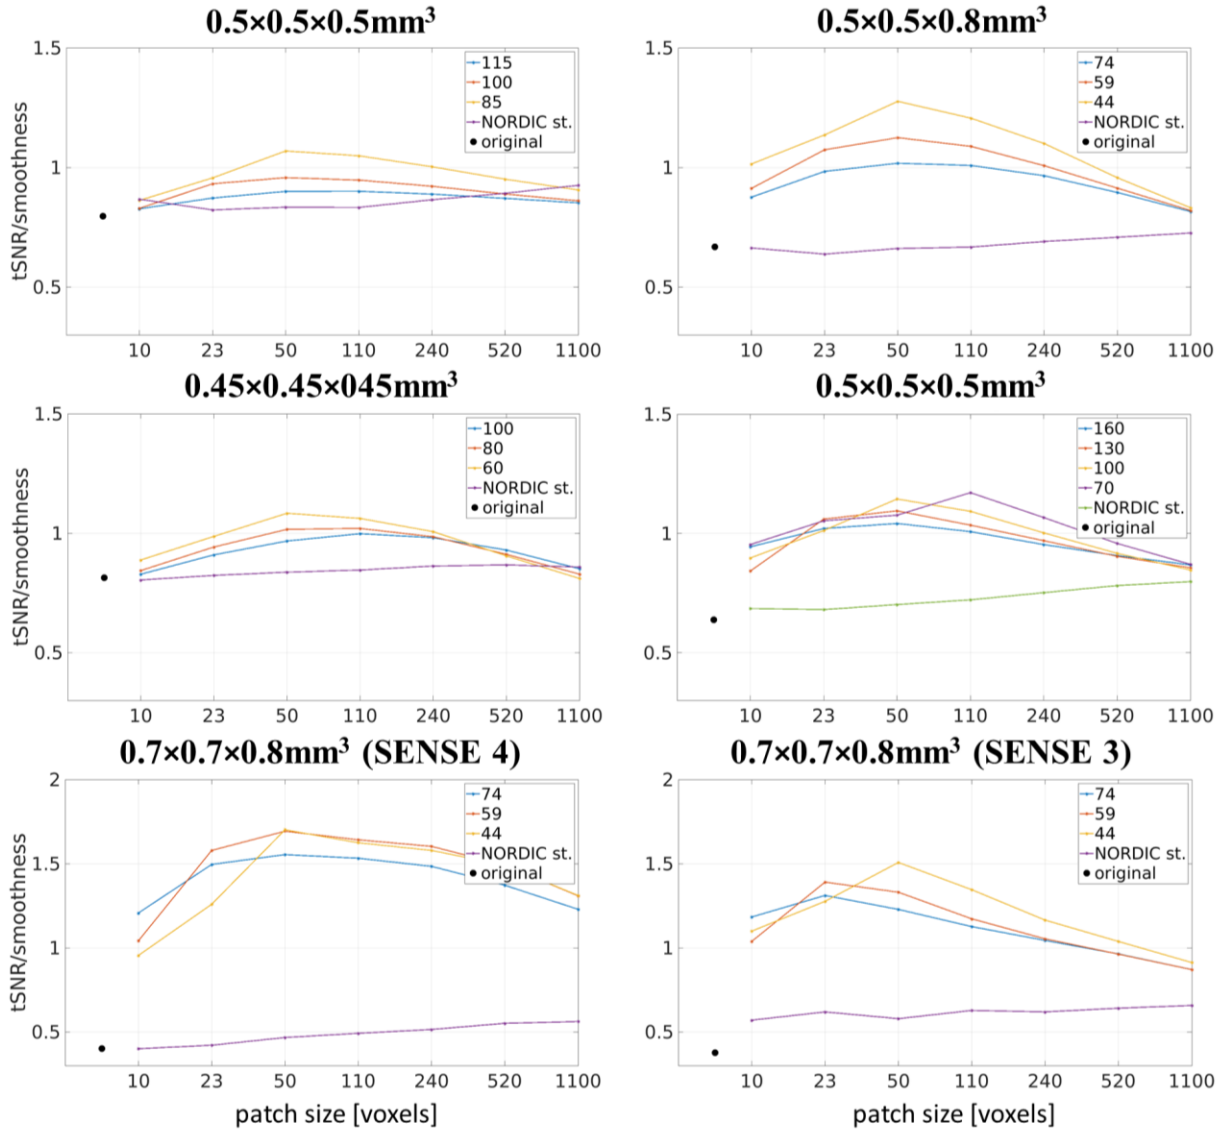 0.5×0.5×0.5mm³
1.5
1
0.5
tSNR/smoothness
115
100
85
NORDIC st.
original
10 23 50 110 240 520 1100
0.5×0.5×0.8mm³
1.5
1
0.5
74
59
44
NORDIC st.
original
10 23 50 110 240 520 1100
0.45×0.45×045mm³
1.5
1
0.5
tSNR/smoothness
100
80
60
NORDIC st.
original
10 23 50 110 240 520 1100
0.5×0.5×0.5mm³
1.5
1
0.5
160
130
100
70
NORDIC st.
original
10 23 50 110 240 520 1100
0.7×0.7×0.8mm³ (SENSE 4)
2
1.5
1
0.5
tSNR/smoothness
74
59
44
NORDIC st.
original
10 23 50 110 240 520 1100
patch size [voxels]
0.7×0.7×0.8mm³ (SENSE 3)
2
1.5
1
0.5
74
59
44
NORDIC st.
original
10 23 50 110 240 520 1100
patch size [voxels]